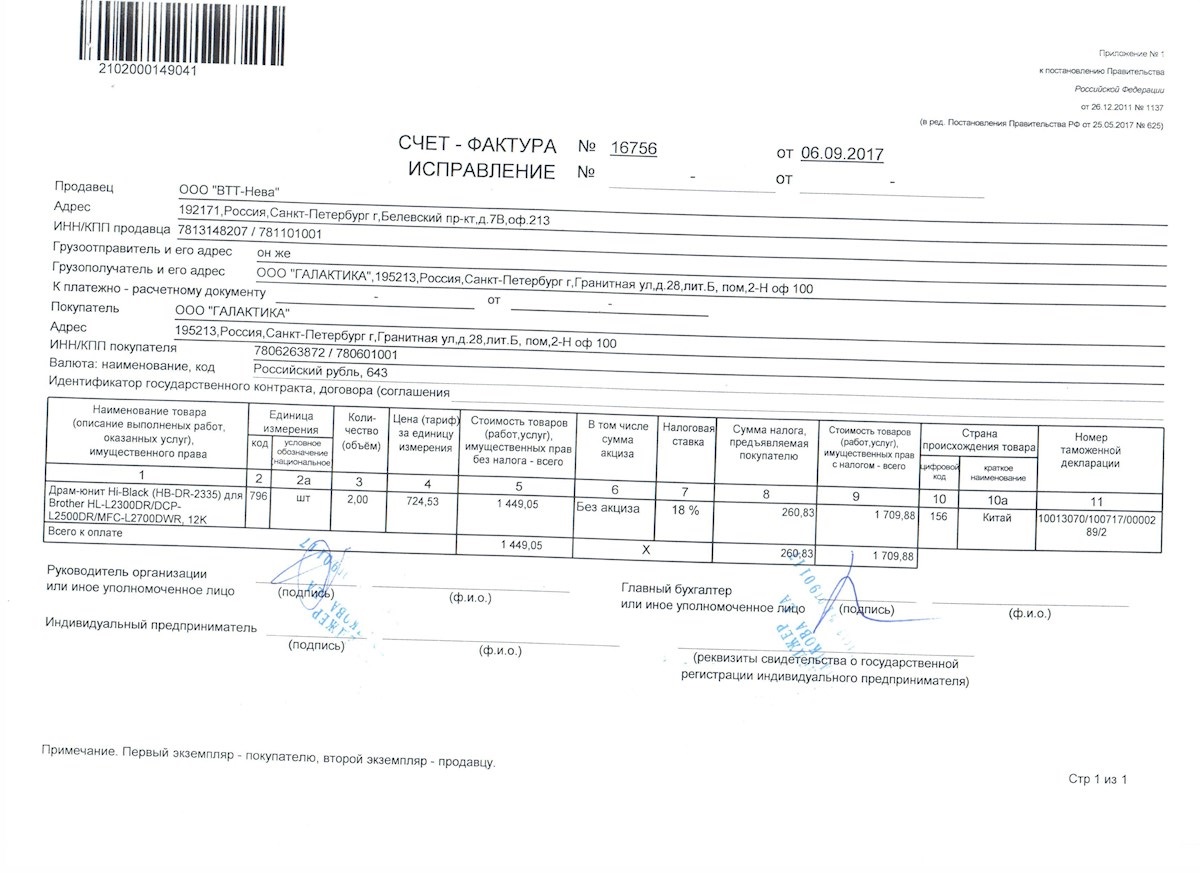 2102000149041
Приложение № 1
к постановлению Правительства
Российской Федерации
от 26.12.2011 № 1137
(в ред. Постановления Правительства РФ от 25.05.2017 № 625)
СЧЕТ - ФАКТУРА № 16756 от 06.09.2017
ИСПРАВЛЕНИЕ № - от -
Продавец ООО "ВТТ-Нева"
Адрес 192171,Россия,Санкт-Петербург г,Белевский пр-кт,д.7В,оф.213
ИНН/КПП продавца 7813148207 / 781101001
Грузоотправитель и его адрес он же
Грузополучатель и его адрес ООО "ГАЛАКТИКА",195213,Россия,Санкт-Петербург г,Гранитная ул,д.28,лит.Б, пом,2-Н оф 100
К платежно - расчетному документу - от -
Покупатель ООО "ГАЛАКТИКА"
Адрес 195213,Россия,Санкт-Петербург г,Гранитная ул,д.28,лит.Б, пом,2-Н оф 100
ИНН/КПП покупателя 7806263872 / 780601001
Валюта: наименование, код Российский рубль, 643
Идентификатор государственного контракта, договора (соглашения
Наименование товара
(описание выполненых работ,
оказанных услуг),
имущественного права
Единица
измерения
код
условное
обозначение
(национальное)
Коли-
чество
(объём)
Цена (тариф)
за единицу
измерения
Стоимость товаров
(работ,услуг),
имущественных прав
без налога - всего
В том числе
сумма
акциза
Налоговая
ставка
Сумма налога,
предъявляемая
покупателю
Стоимость товаров
(работ,услуг),
имущественных прав
с налогом - всего
Страна
происхождения товара
цифровой
код
краткое
наименование
Номер
таможенной
декларации
1 2 2а 3 4 5 6 7 8 9 10 10а 11
Драм-юнит Hi-Black (HB-DR-2335) для
Brother HL-L2300DR/DCP-
L2500DR/MFC-L2700DWR, 12K
796 шт 2,00 724,53 1 449,05 Без акциза 18 % 260,83 1 709,88 156 Китай 10013070/100717/00002
89/2
Всего к оплате 1 449,05 X 260,83 1 709,88
Руководитель организации
или иное уполномоченное лицо
(подпись) (ф.и.о.)
Главный бухгалтер
или иное уполномоченное лицо
(подпись) (ф.и.о.)
Индивидуальный предприниматель
(подпись) (ф.и.о.)
(реквизиты свидетельства о государственной
регистрации индивидуального предпринимателя)
Примечание. Первый экземпляр - покупателю, второй экземпляр - продавцу.
Стр 1 из 1